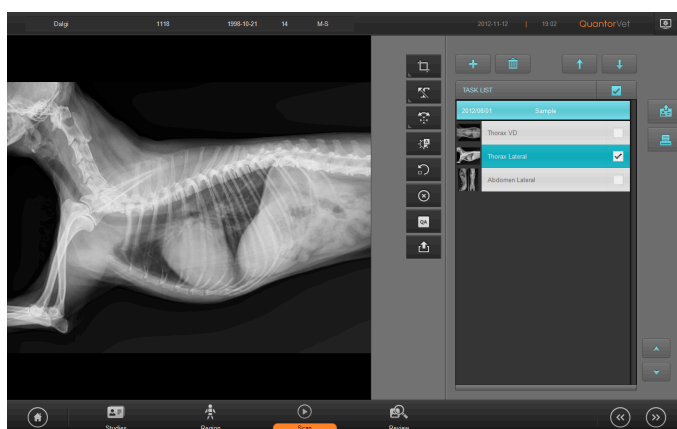 Dalgi 1118 1998-10-21 14 M-S 2012-11-12 | 19:02 QuantorVet
TASK LIST
2012/08/01 Sample
Thorax VD
Thorax Lateral
Abdomen Lateral
QA
Studies Region Scan Review